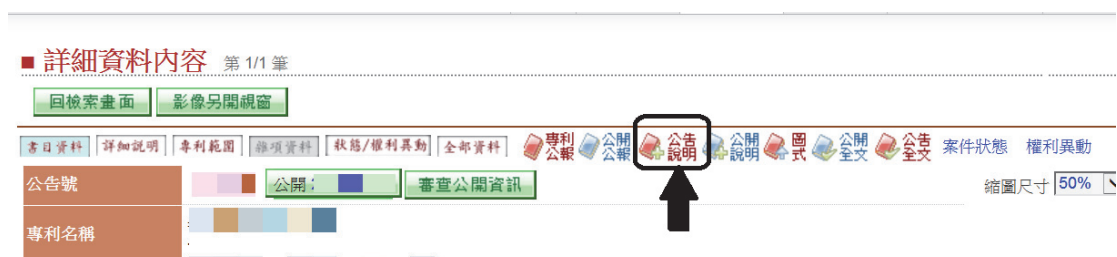 詳細資料內容 第 1/1 筆
回檢索畫面 影像另開視窗
書目資料 詳細說明 專利範圍 雜項資料 狀態/權利異動 全部資料 專利公報 公開公報 公告說明 公開說明 圖式 公開全文 公告全文 案件狀態 權利異動
公告號 公開 審查公開資訊 縮圖尺寸 50%
專利名稱